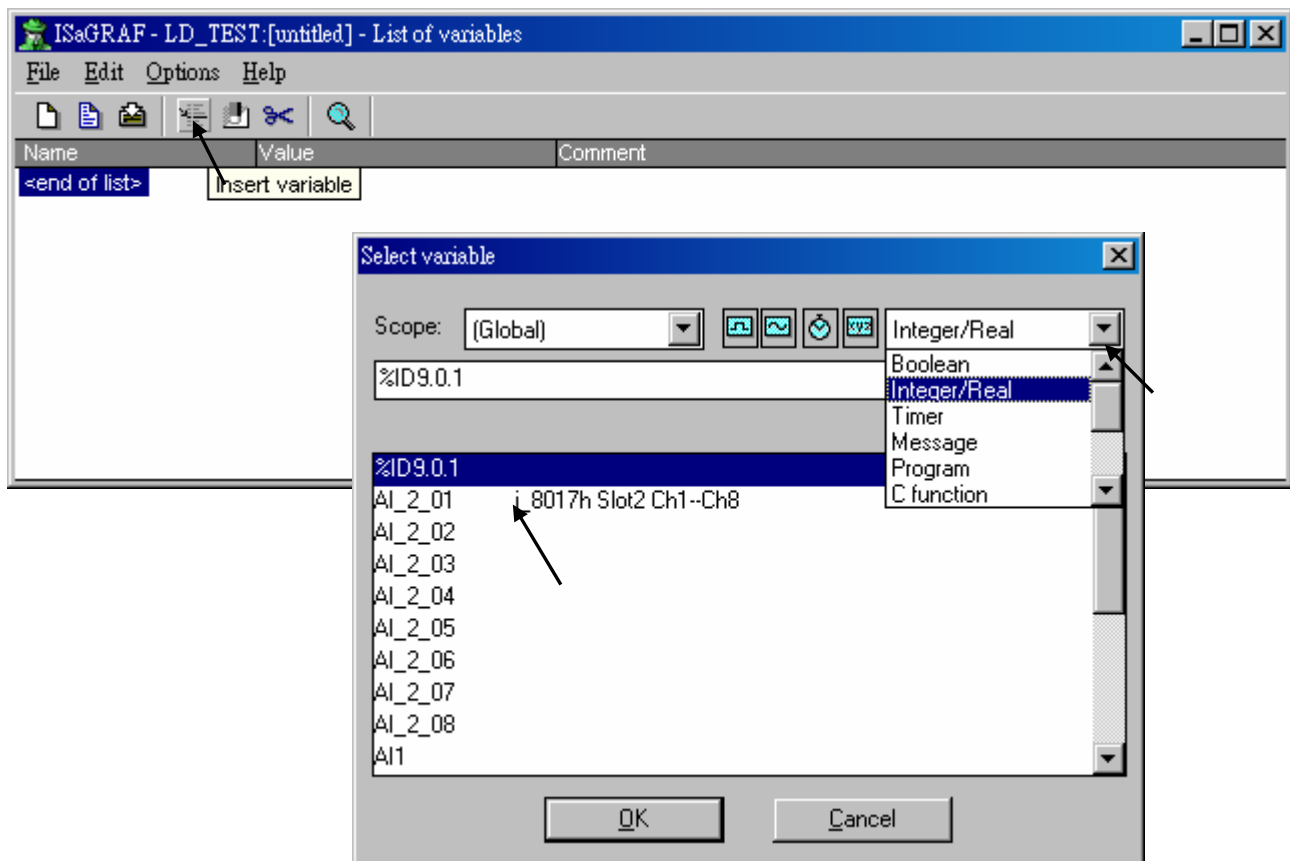 ISaGRAF - LD_TEST:[untitled] - List of variables
File Edit Options Help
Name Value Comment
<end of list>
Insert variable
Select variable
Scope: (Global) Integer/Real
%ID9.0.1
Boolean
Integer/Real
Timer
Message
Program
C function
%ID9.0.1
AI_2_01 i_8017h Slot2 Ch1--Ch8
AI_2_02
AI_2_03
AI_2_04
AI_2_05
AI_2_06
AI_2_07
AI_2_08
AI1
OK Cancel